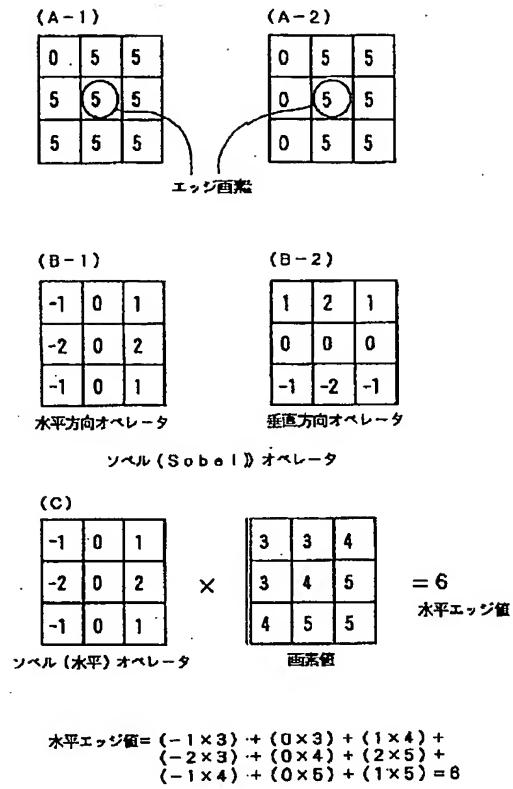 (A-1) (A-2)
0 5 5 0 5 5
5 5 5 0 5 5
5 5 5 0 5 5
エッジ画素
(B-1) (B-2)
-1 0 1 1 2 1
-2 0 2 0 0 0
-1 0 1 -1 -2 -1
水平方向オペレータ 垂直方向オペレータ
ソベル(Sobel)オペレータ
(C)
-1 0 1 3 3 4
-2 0 2 × 3 4 5 =6
-1 0 1 4 5 5
水平エッジ値
ソベル(水平)オペレータ 画素値
水平エッジ値=(-1×3)+(0×3)+(1×4)+
(-2×3)+(0×4)+(2×5)+
(-1×4)+(0×5)+(1×5)=6